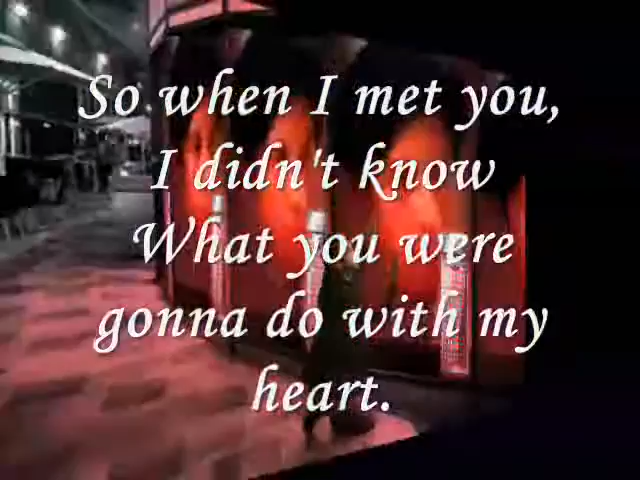 So when I met you,
I didn't know
What you were
gonna do with my
heart.